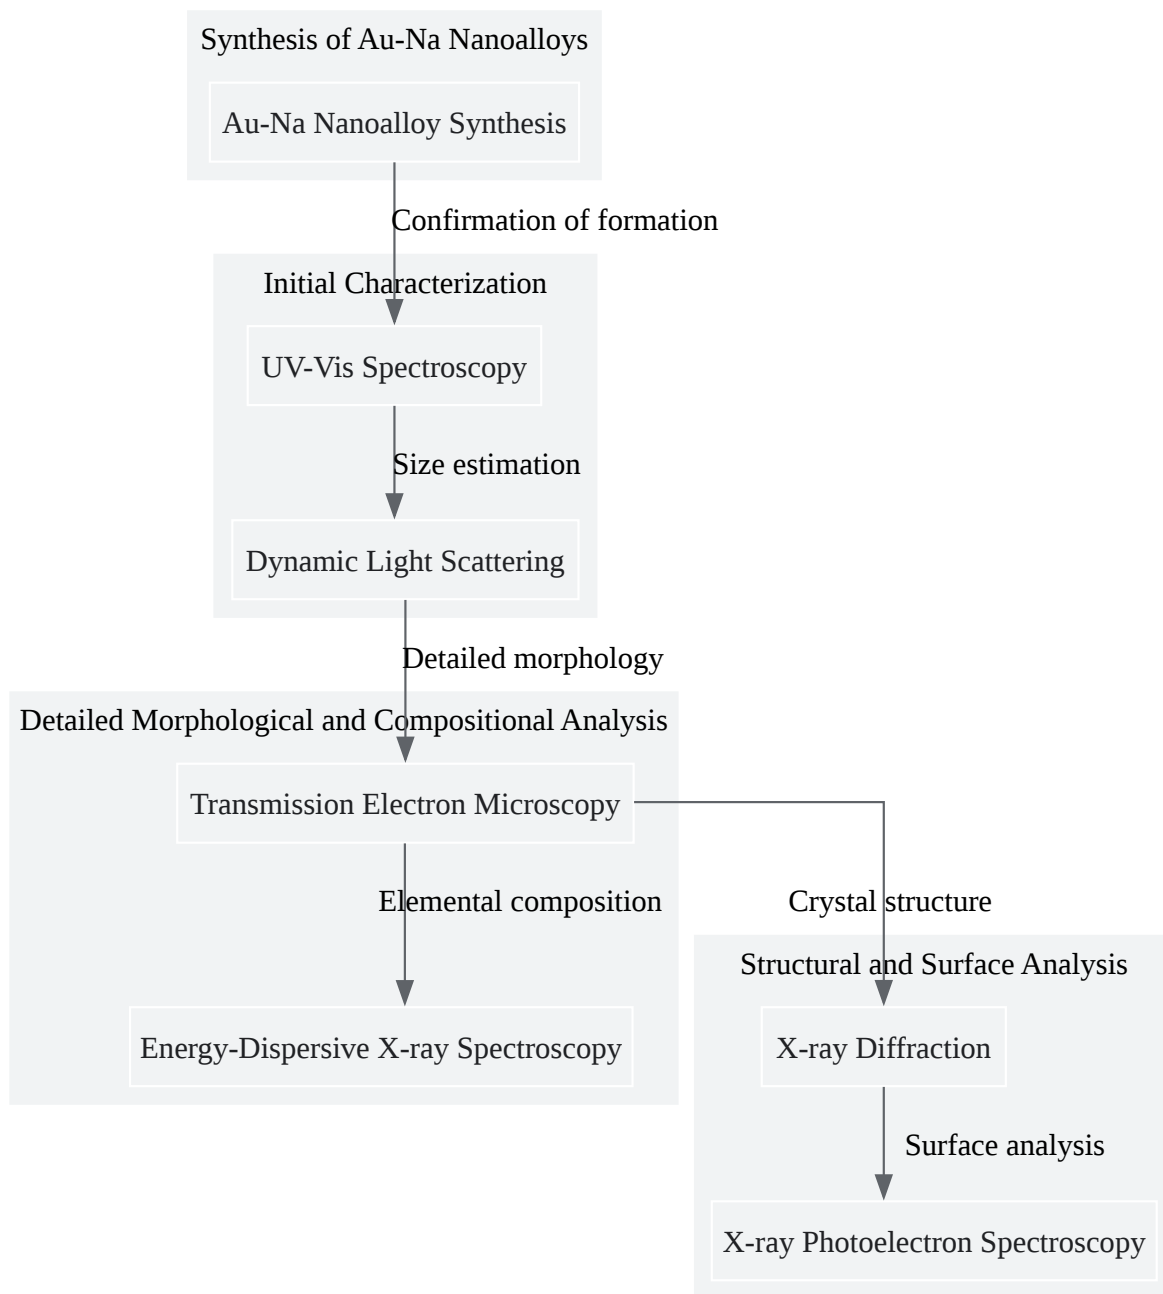 Synthesis of Au-Na Nanoalloys
Au-Na Nanoalloy Synthesis
Confirmation of formation
Initial Characterization
UV-Vis Spectroscopy
Size estimation
Dynamic Light Scattering
Detailed morphology
Detailed Morphological and Compositional Analysis
Transmission Electron Microscopy
Elemental composition
Energy-Dispersive X-ray Spectroscopy
Crystal structure
Structural and Surface Analysis
X-ray Diffraction
Surface analysis
X-ray Photoelectron Spectroscopy